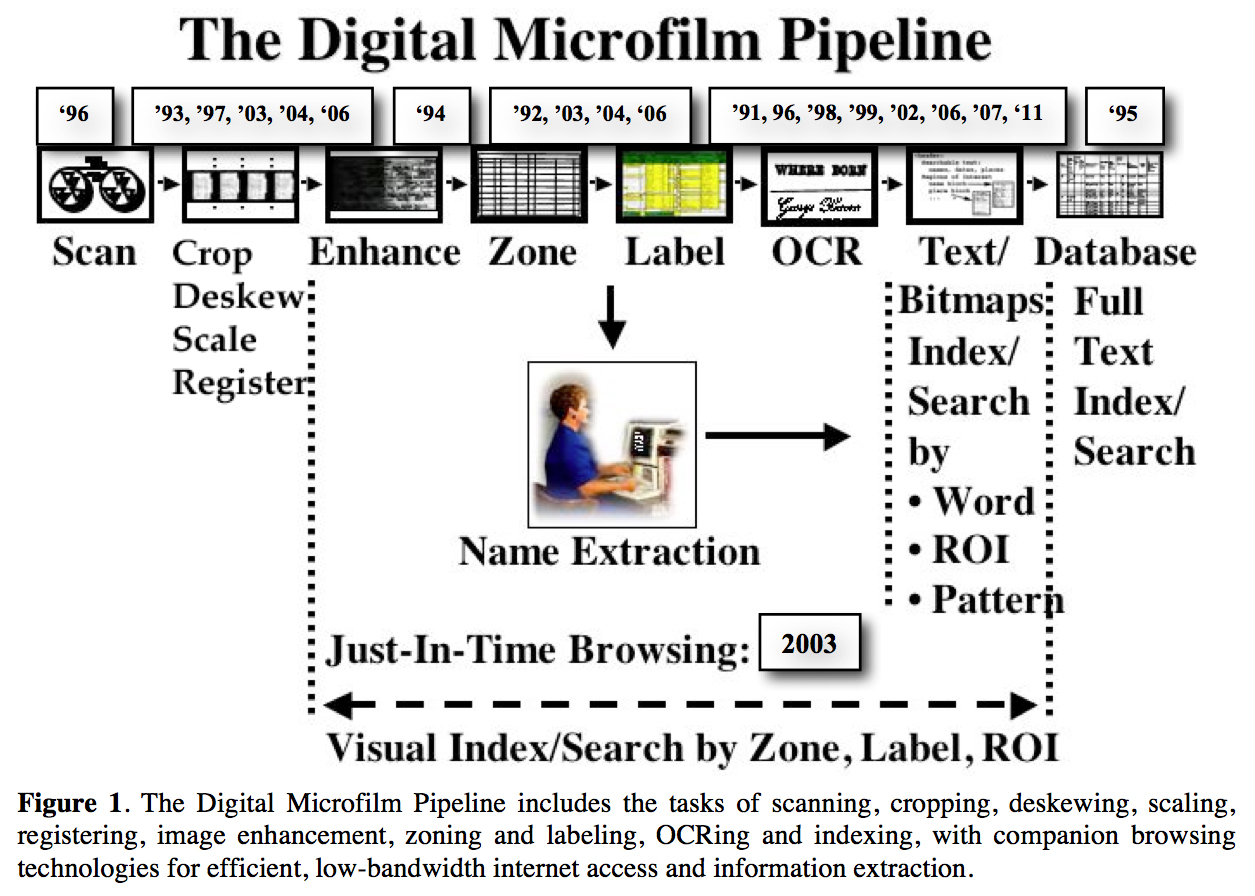 The Digital Microfilm Pipeline
‘96
’93, ’97, ’03, ’04, ‘06
‘94
’92, ’03, ’04, ‘06
’91, 96, ’98, ’99, ’02, ’06, ’07, ‘11
‘95
WHERE BORN
Scan
Crop
Deskew
Scale
Register
Enhance
Zone
Label
OCR
Text/
Bitmaps
Index/
Search
by
• Word
• ROI
• Pattern
Database
Full
Text
Index/
Search
Name Extraction
Just-In-Time Browsing: 2003
Visual Index/Search by Zone, Label, ROI
Figure 1. The Digital Microfilm Pipeline includes the tasks of scanning, cropping, deskewing, scaling,
registering, image enhancement, zoning and labeling, OCRing and indexing, with companion browsing
technologies for efficient, low-bandwidth internet access and information extraction.